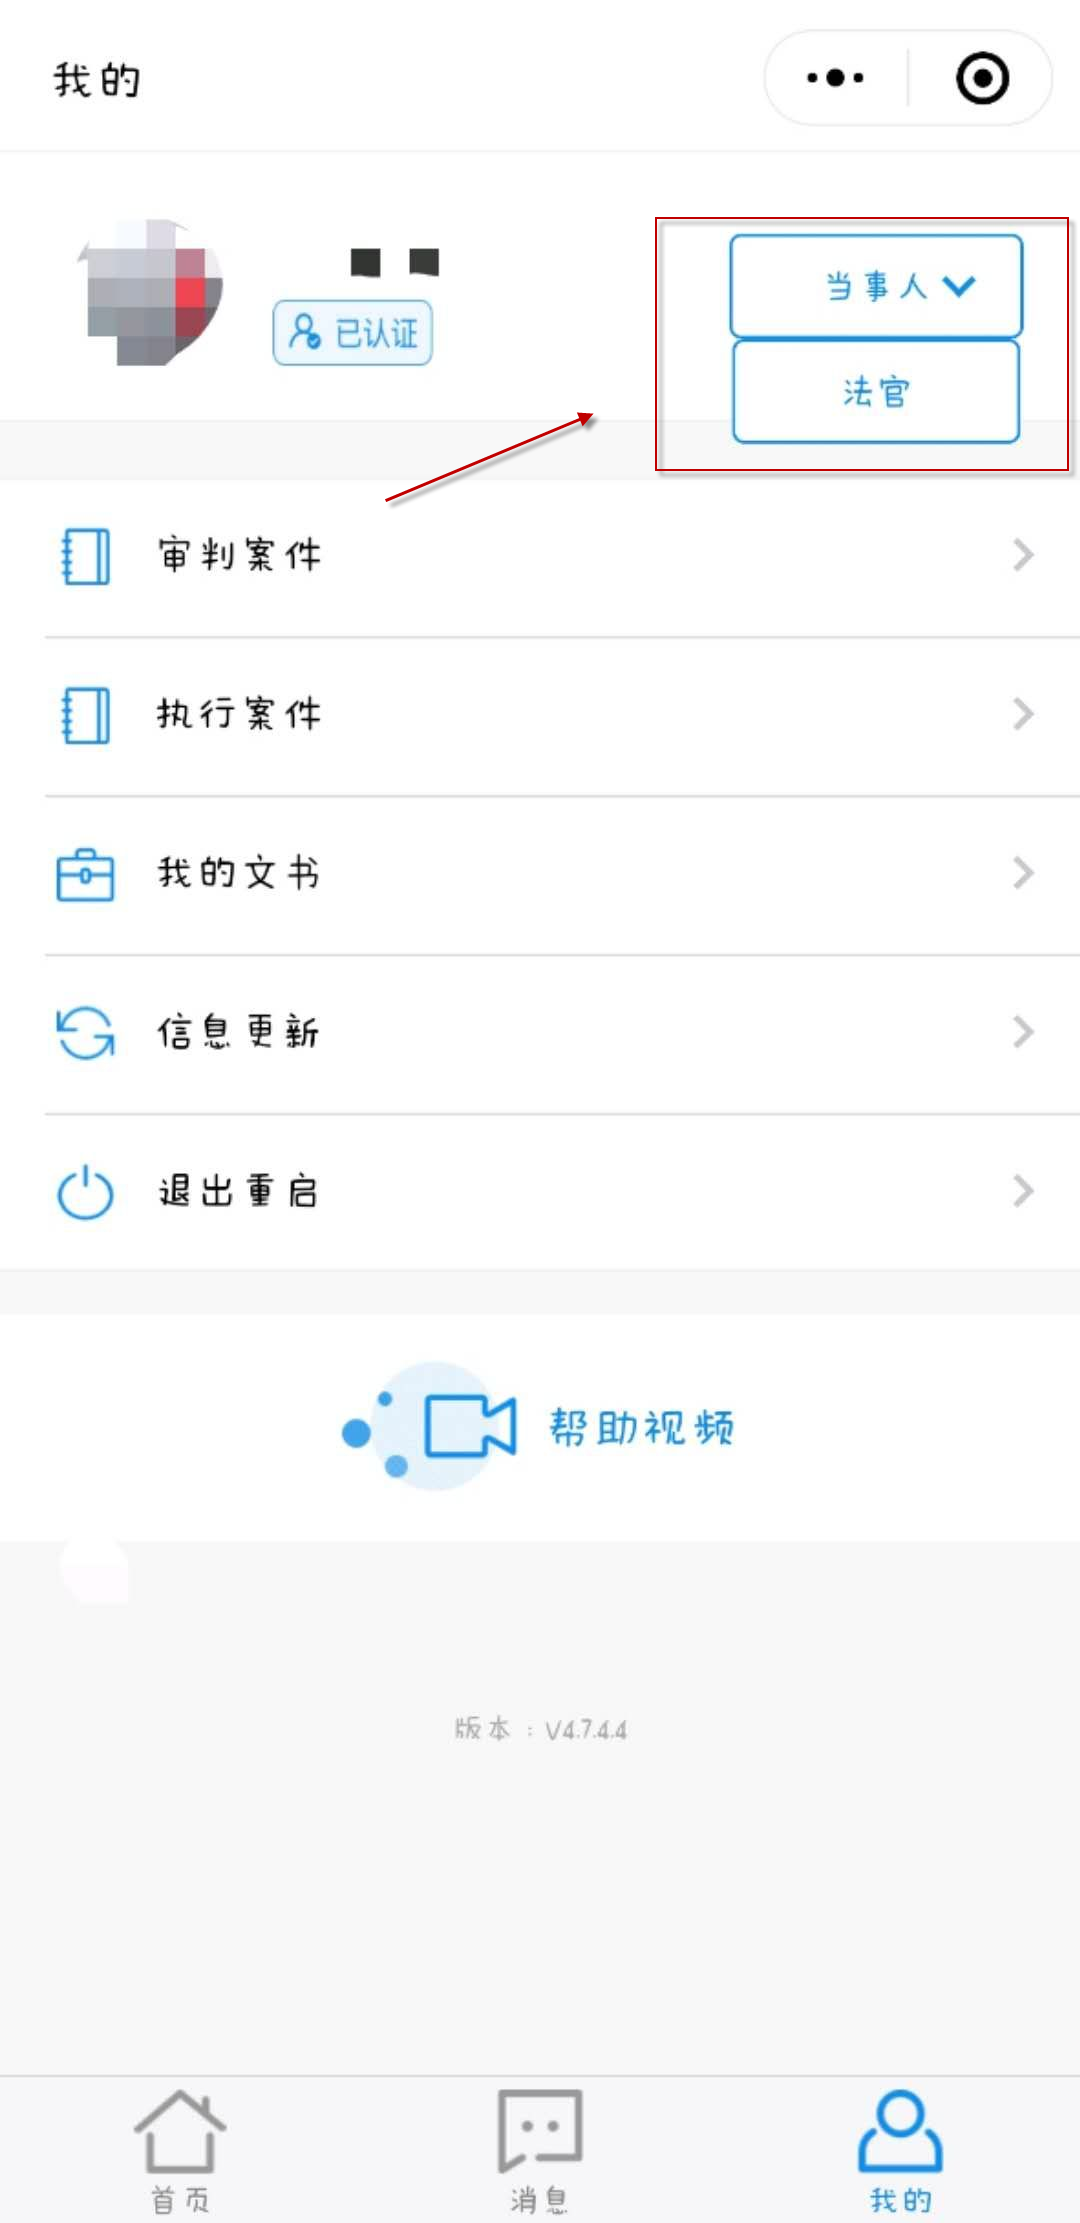 我的
当事人
已认证
法官
审判案件
执行案件
我的文书
信息更新
退出重启
帮助视频
版本：V4.7.4.4
首页
消息
我的